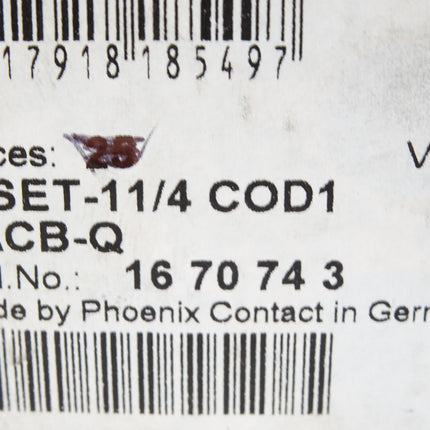 17918185497
ces: 25 V
SET-11/4 COD1
ACB-Q
l.No.: 16 70 74 3
de by Phoenix Contact in Gern